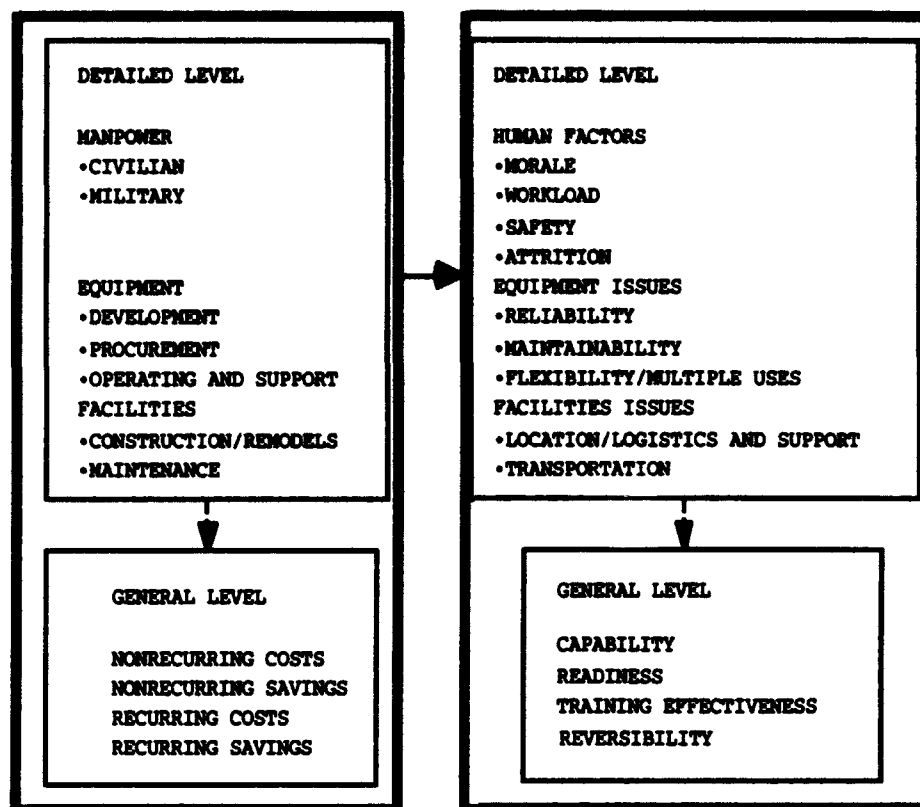 DETAILED LEVEL
MANPOWER
•CIVILIAN
•MILITARY
EQUIPMENT
•DEVELOPMENT
•PROCUREMENT
•OPERATING AND SUPPORT
FACILITIES
•CONSTRUCTION/REMODELS
•MAINTENANCE
GENERAL LEVEL
NONRECURRING COSTS
NONRECURRING SAVINGS
RECURRING COSTS
RECURRING SAVINGS
DETAILED LEVEL
HUMAN FACTORS
•MORALE
•WORKLOAD
•SAFETY
•ATTRITION
EQUIPMENT ISSUES
•RELIABILITY
•MAINTAINABILITY
•FLEXIBILITY/MULTIPLE USES
FACILITIES ISSUES
•LOCATION/LOGISTICS AND SUPPORT
•TRANSPORTATION
GENERAL LEVEL
CAPABILITY
READINESS
TRAINING EFFECTIVENESS
REVERSIBILITY